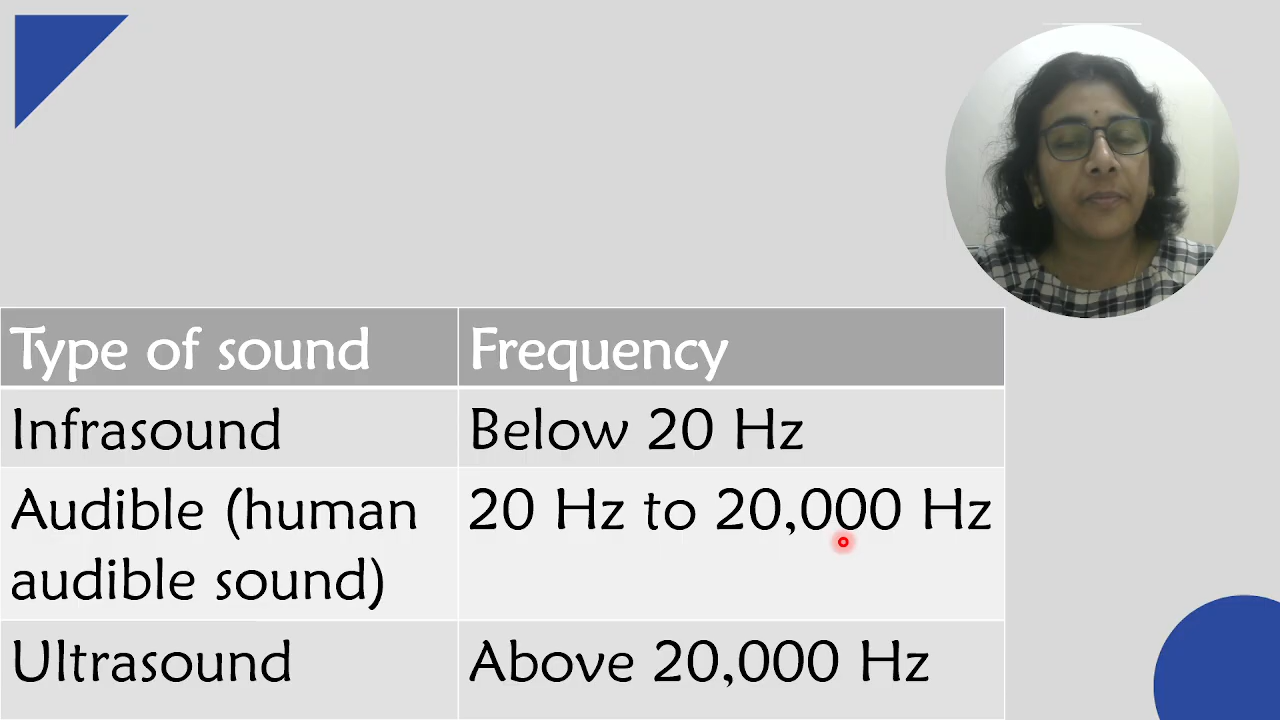 Type of sound
Frequency
Infrasound
Below 20 Hz
Audible (human
audible sound)
20 Hz to 20,000 Hz
Ultrasound
Above 20,000 Hz